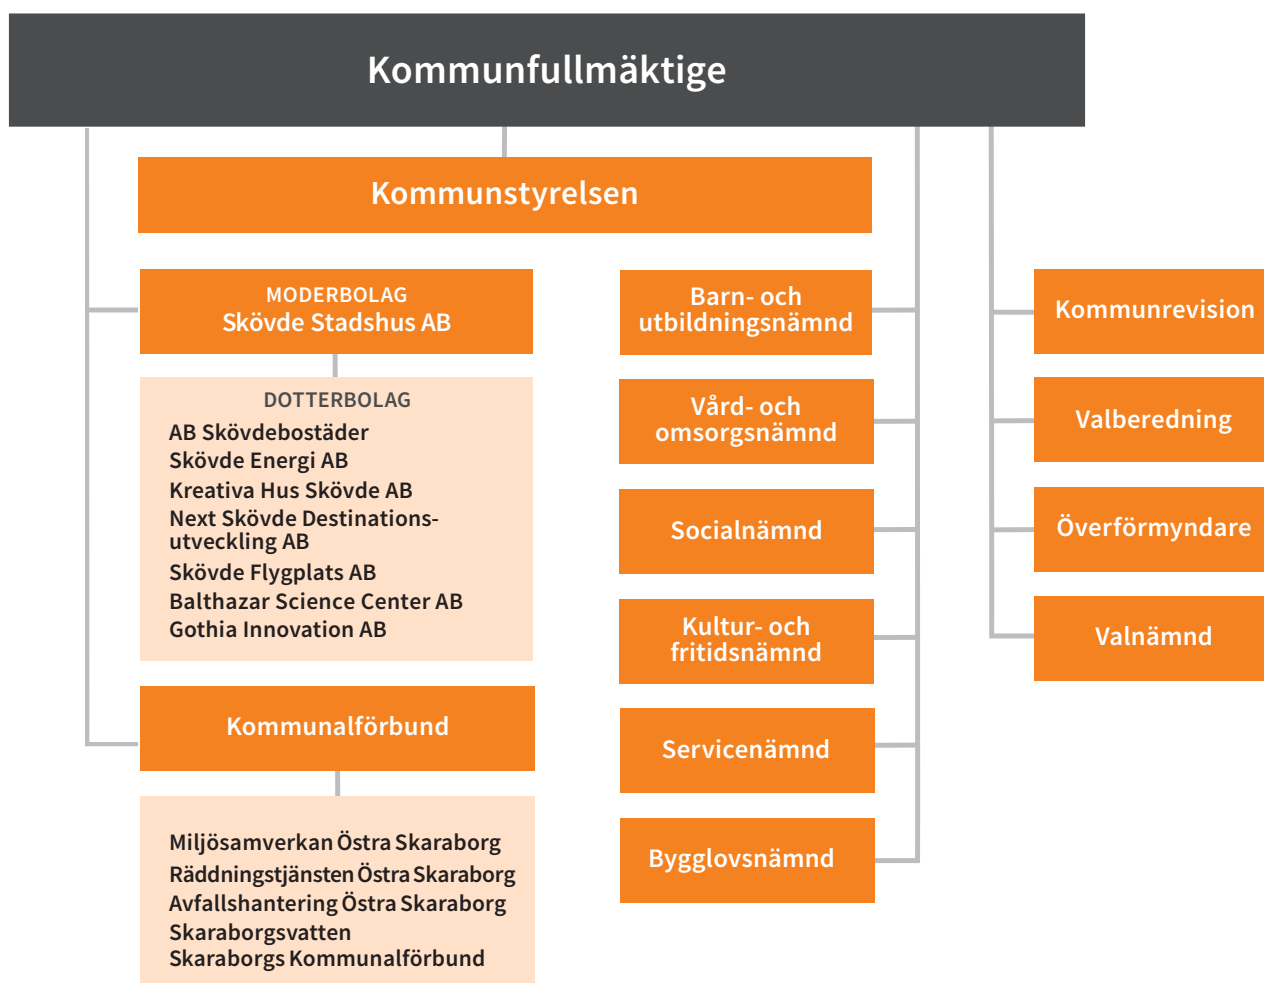 Kommunfullmäktige
Kommunstyrelsen
MODERBOLAG
Skövde Stadshus AB
DOTTERBOLAG
AB Skövdebostäder
Skövde Energi AB
Kreativa Hus Skövde AB
Next Skövde Destinations-
utveckling AB
Skövde Flygplats AB
Balthazar Science Center AB
Gothia Innovation AB
Kommunalförbund
Miljösamverkan Östra Skaraborg
Räddningstjänsten Östra Skaraborg
Avfallshantering Östra Skaraborg
Skaraborgsvatten
Skaraborgs Kommunalförbund
Barn- och
utbildningsnämnd
Vård- och
omsorgsnämnd
Socialnämnd
Kultur- och
fritidsnämnd
Servicenämnd
Bygglovsnämnd
Kommunrevision
Valberedning
Överförmyndare
Valnämnd